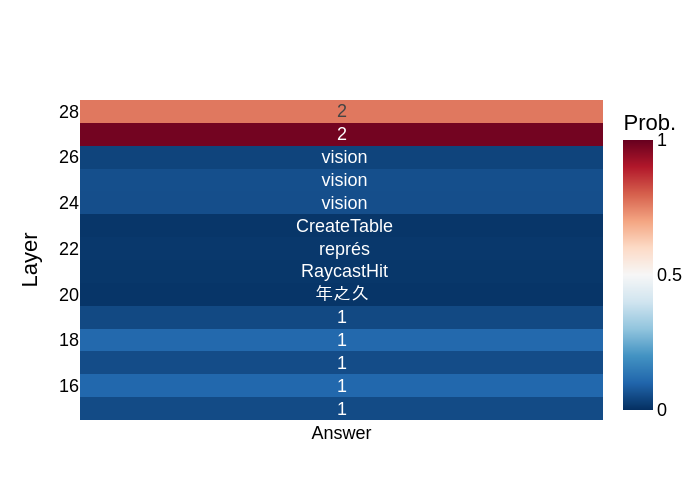 Prob.
28
2
1
2
26
vision
vision
24
vision
CreateTable
22
représ
0.5
Layer
RaycastHit
20
年之久
1
18
1
1
16
1
1
0
Answer